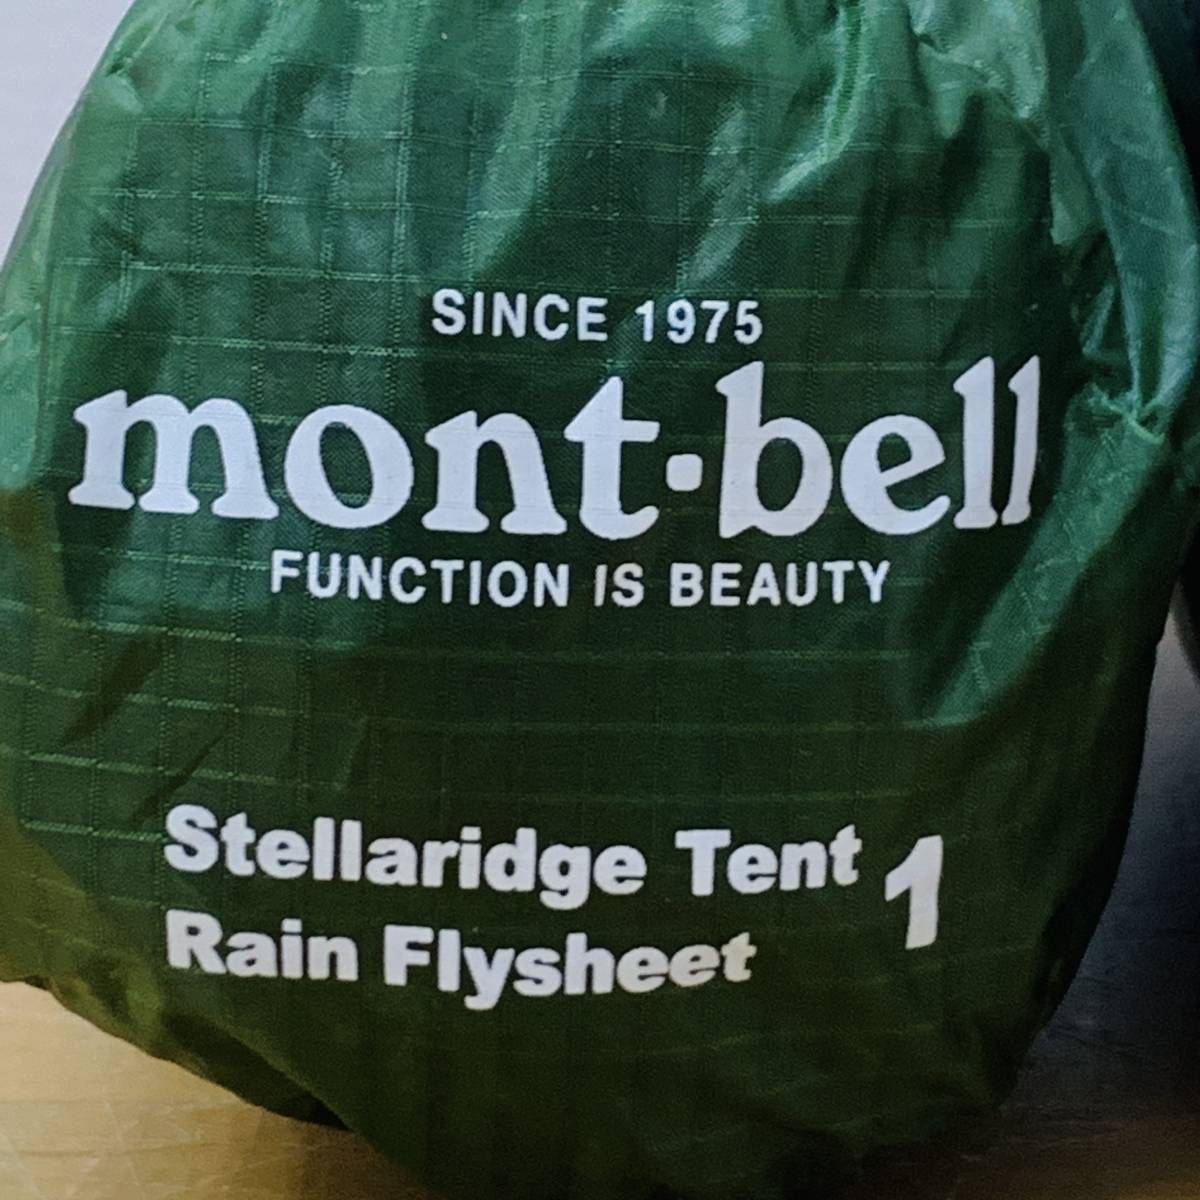 SINCE 1975
mont·bell
FUNCTION IS BEAUTY
Stellaridge Tent 1
Rain Flysheet